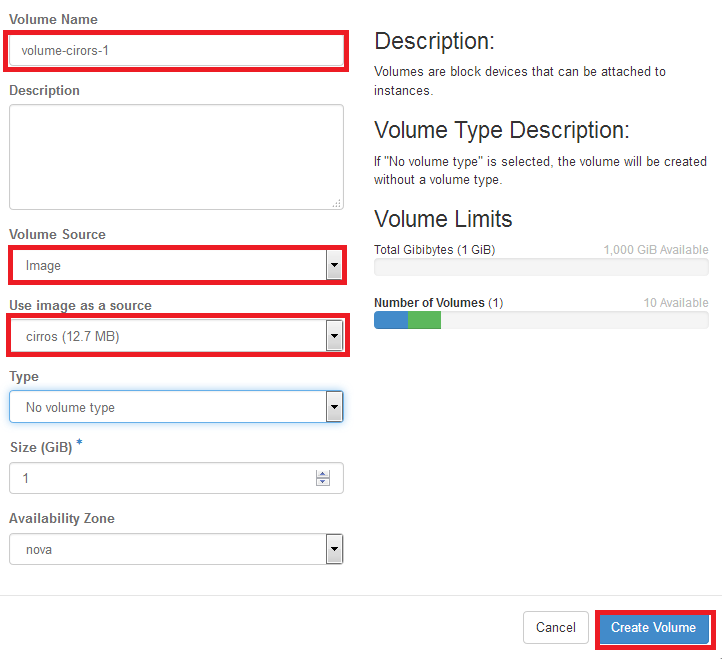 Volume Name
volume-cirors-1
Description
Volume Source
Image
Use image as a source
cirros (12.7 MB)
Type
No volume type
Size (GiB) *
1
Availability Zone
nova
Description:
Volumes are block devices that can be attached to
instances.
Volume Type Description:
If "No volume type" is selected, the volume will be created
without a volume type.
Volume Limits
Total Gibibytes (1 GiB) 1,000 GiB Available
Number of Volumes (1) 10 Available
Cancel Create Volume